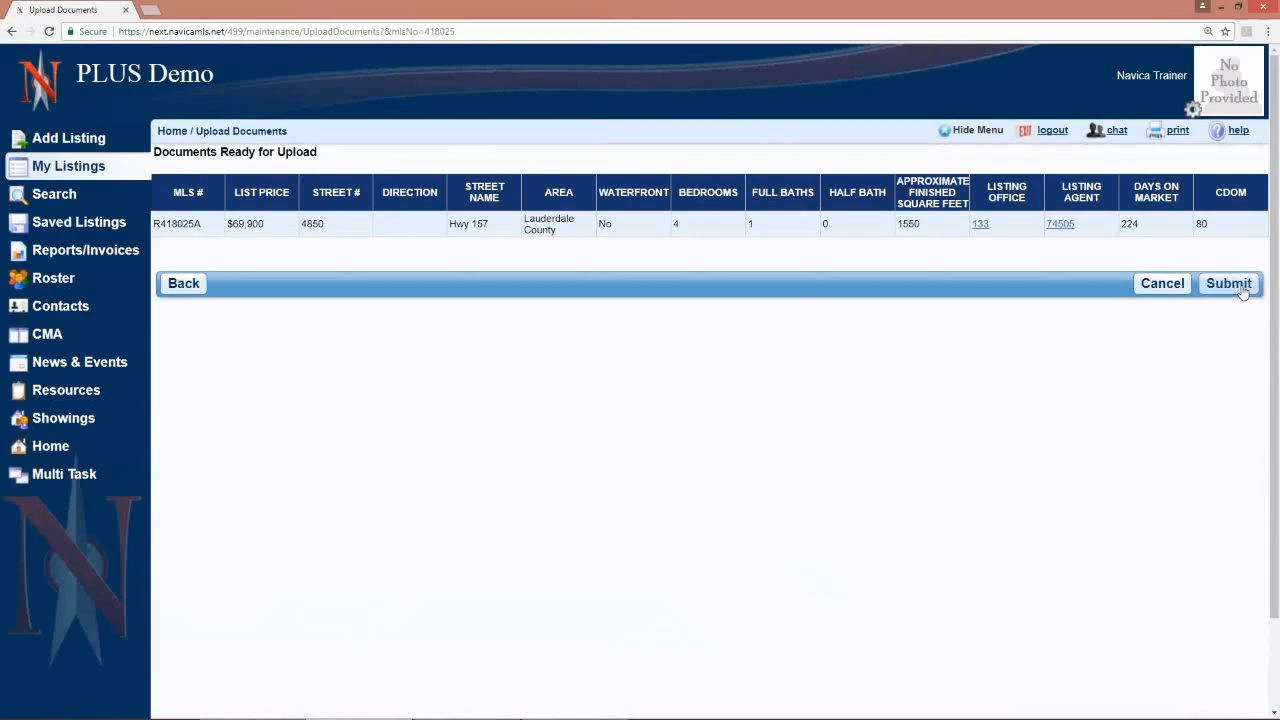 Upload Documents
Secure https://next.navicamls.net/499/maintenance/UploadDocuments?&mlsNo=418025
N PLUS Demo
Navica Trainer
No
Photo
Provided
Home / Upload Documents
Hide Menu EXIT logout chat print ? help
Add Listing
My Listings
Search
Saved Listings
Reports/Invoices
Roster
Contacts
CMA
News & Events
Resources
Showings
Home
Multi Task
N
Documents Ready for Upload
MLS # LIST PRICE STREET # DIRECTION STREET NAME AREA WATERFRONT BEDROOMS FULL BATHS HALF BATH APPROXIMATE FINISHED SQUARE FEET LISTING OFFICE LISTING AGENT DAYS ON MARKET CDOM
R418025A $69,900 4850 Hwy 157 Lauderdale County No 4 1 0 1550 133 74505 224 80
Back Cancel Submit